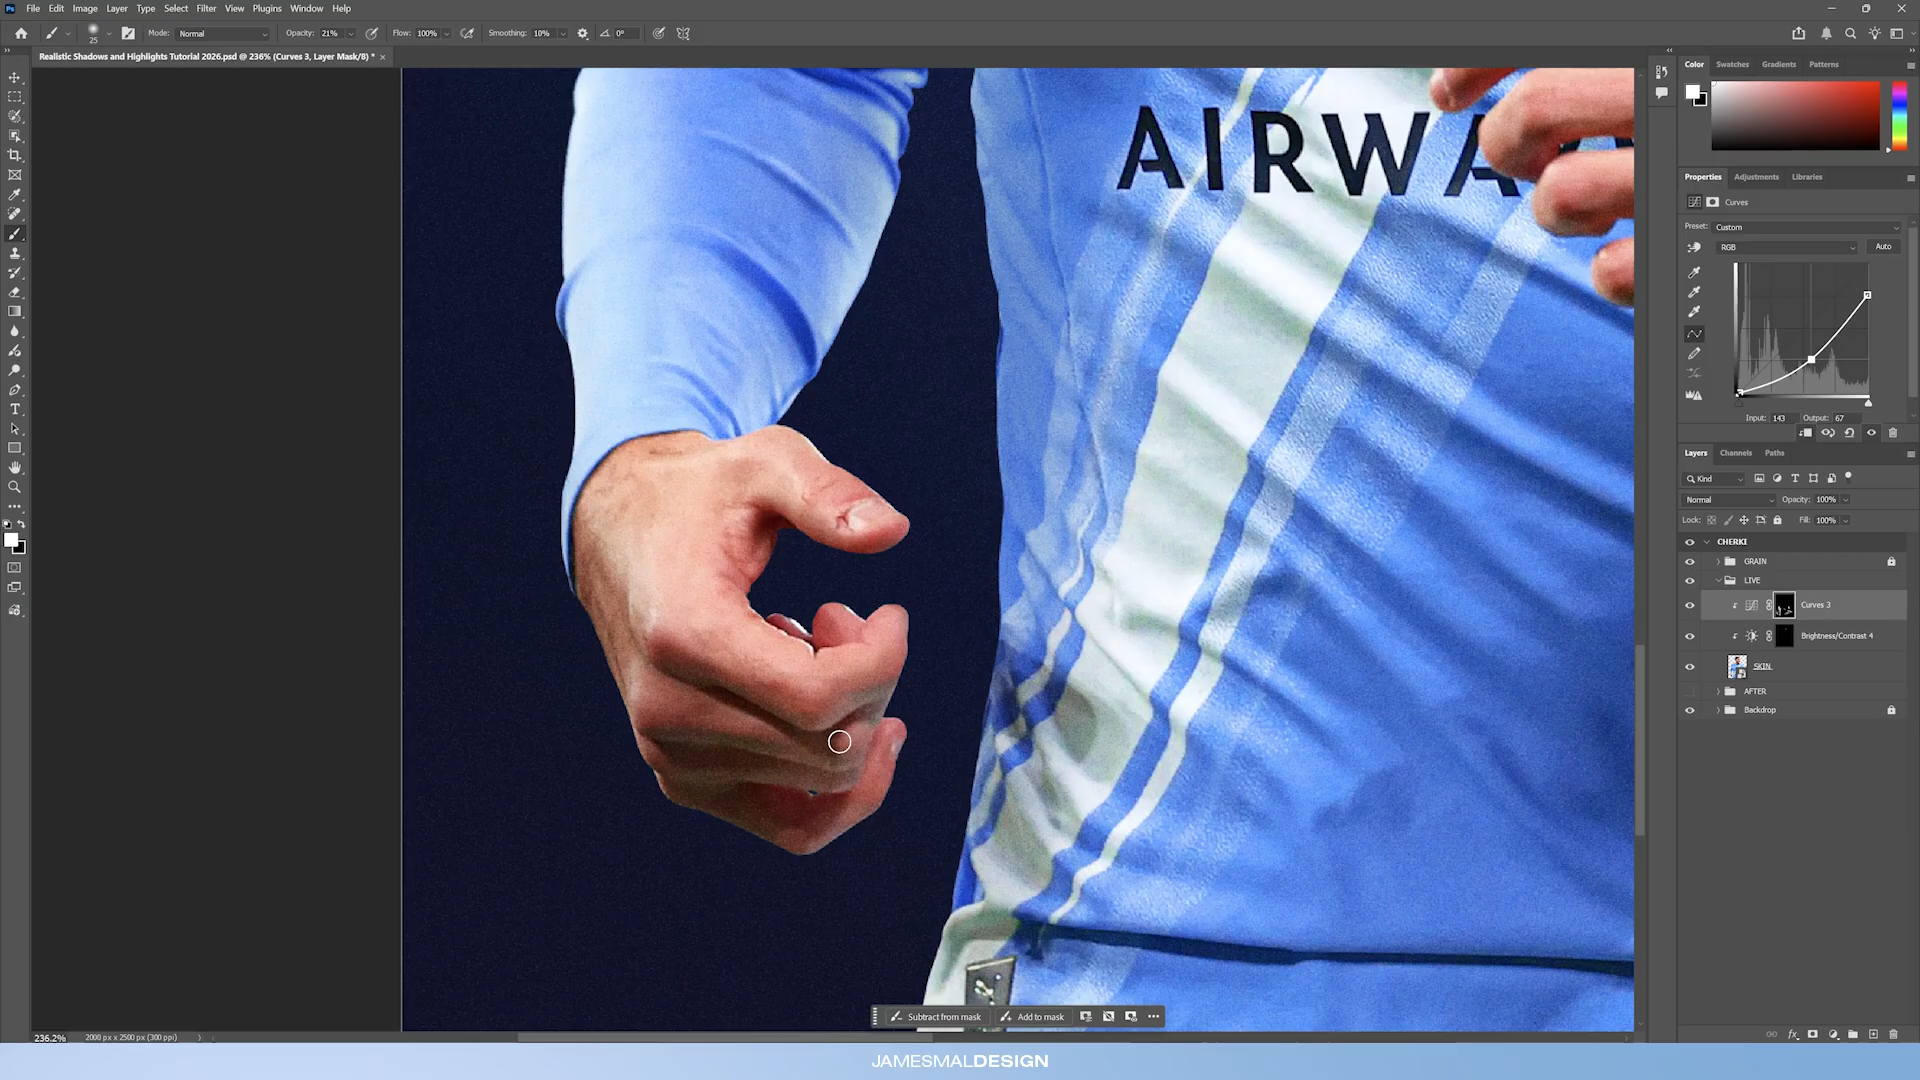 Ps File Edit Image Layer Type Select Filter View Plugins Window Help
25 Mode: Normal Opacity: 21% Flow: 100% Smoothing: 10% 0°
Realistic Shadows and Highlights Tutorial 2026.psd @ 236% (Curves 3, Layer Mask/8) *
Color Swatches Gradients Patterns
AIRWA
Properties Adjustments Libraries
Curves
Preset: Custom
RGB Auto
Input: 143 Output: 67
Layers Channels Paths
Kind
Normal Opacity: 100%
Lock: Fill: 100%
CHERKI
GRAIN
LIVE
Curves 3
Brightness/Contrast 4
SKIN
AFTER
Backdrop
Subtract from mask Add to mask
236.2% 2000 px x 2500 px (300 ppi)
fx
JAMESMALDESIGN